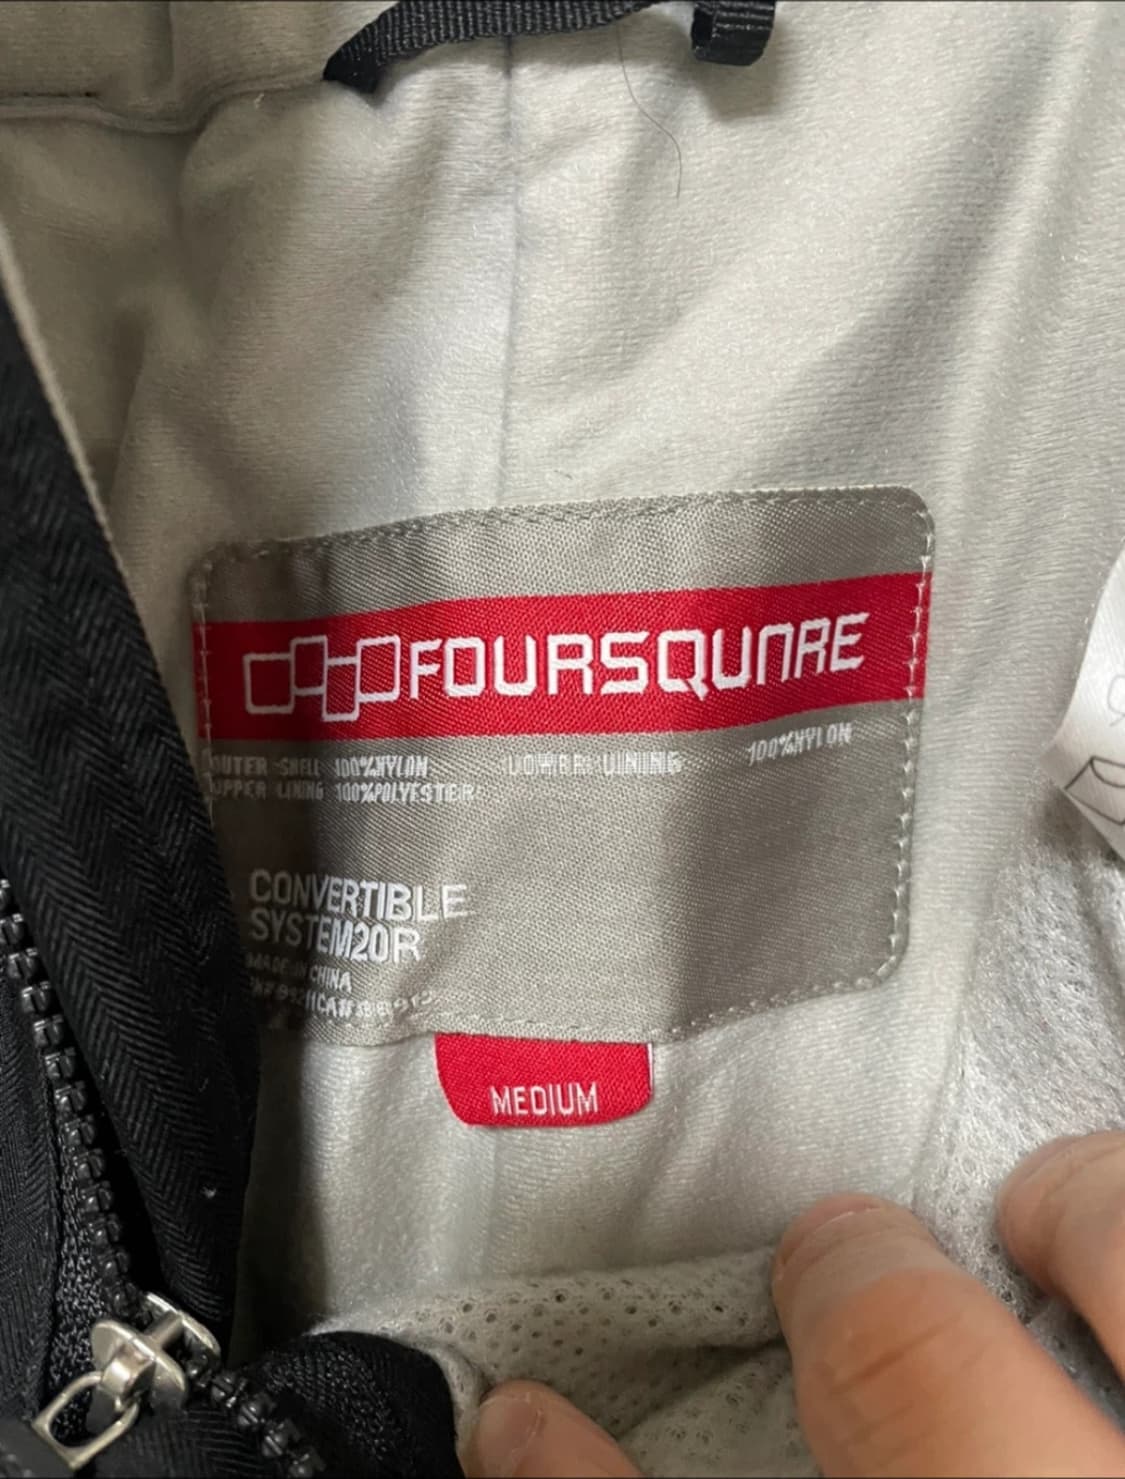 FOURSQUARE
OUTER SHELL 100%NYLON
UPPER LINING 100%POLYESTER
LOWER LINING 100%NYLON
CONVERTIBLE
SYSTEM20R
MADE IN CHINA
MEDIUM